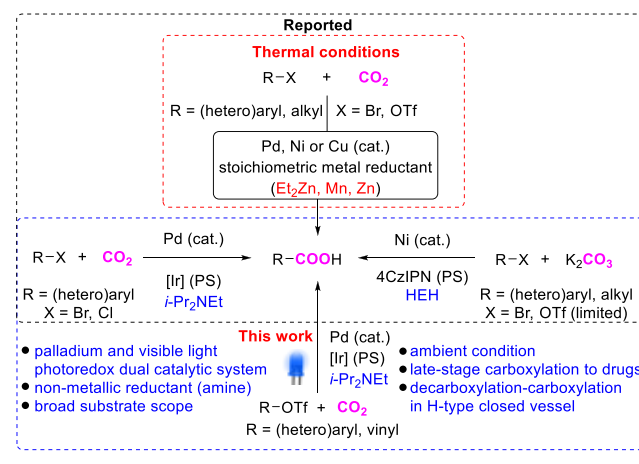 Reported
Thermal conditions
R–X + CO2
R = (hetero)aryl, alkyl X = Br, OTf
Pd, Ni or Cu (cat.)
stoichiometric metal reductant
(Et2Zn, Mn, Zn)
R–X + CO2
Pd (cat.)
[Ir] (PS)
i-Pr2NEt
R = (hetero)aryl
X = Br, Cl
R–COOH
Ni (cat.)
4CzIPN (PS)
HEH
R–X + K2CO3
R = (hetero)aryl, alkyl
X = Br, OTf (limited)
This work
Pd (cat.)
[Ir] (PS)
i-Pr2NEt
● palladium and visible light
photoredox dual catalytic system
● non-metallic reductant (amine)
● broad substrate scope
● ambient condition
● late-stage carboxylation to drugs
● decarboxylation-carboxylation
in H-type closed vessel
R–OTf + CO2
R = (hetero)aryl, vinyl